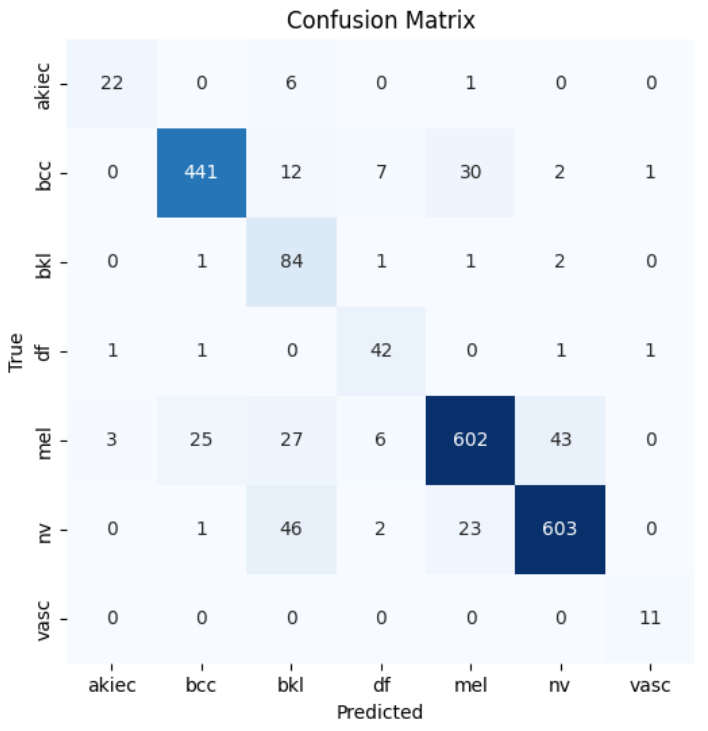 Confusion Matrix
akiec 22 0 6 0 1 0 0
bcc 0 441 12 7 30 2 1
bkl 0 1 84 1 1 2 0
df 1 1 0 42 0 1 1
mel 3 25 27 6 602 43 0
nv 0 1 46 2 23 603 0
vasc 0 0 0 0 0 0 11
True
akiec bcc bkl df mel nv vasc
Predicted